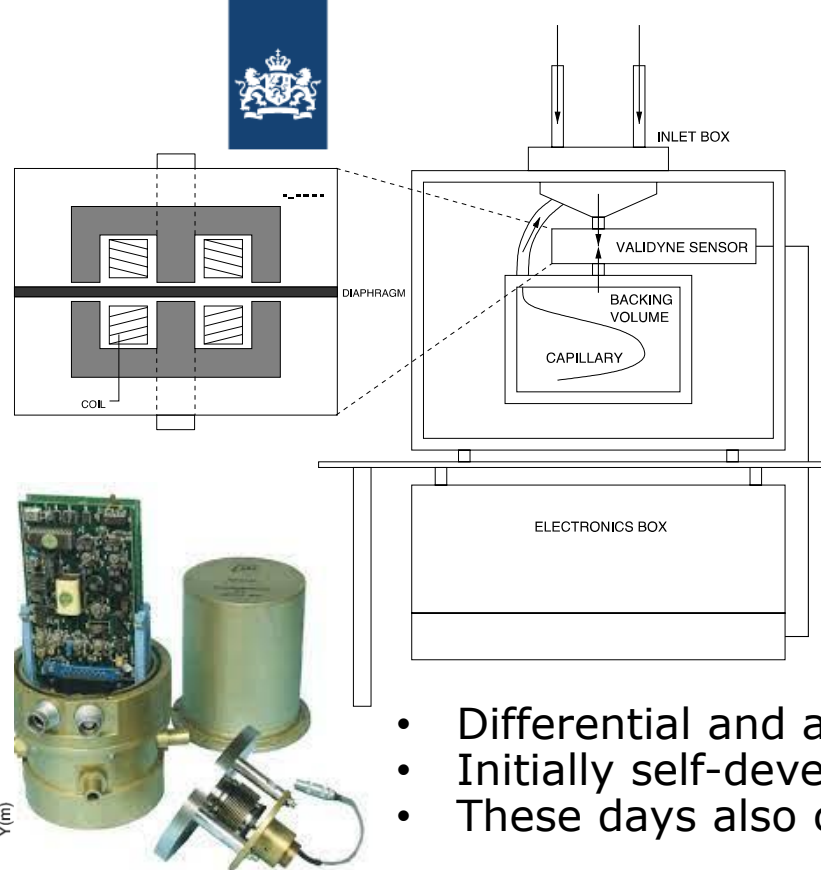 INLET BOX
VALIDYNE SENSOR
DIAPHRAGM
BACKING
VOLUME
CAPILLARY
COIL
ELECTRONICS BOX
• Differential and a
• Initially self-deve
• These days also
Y(m)